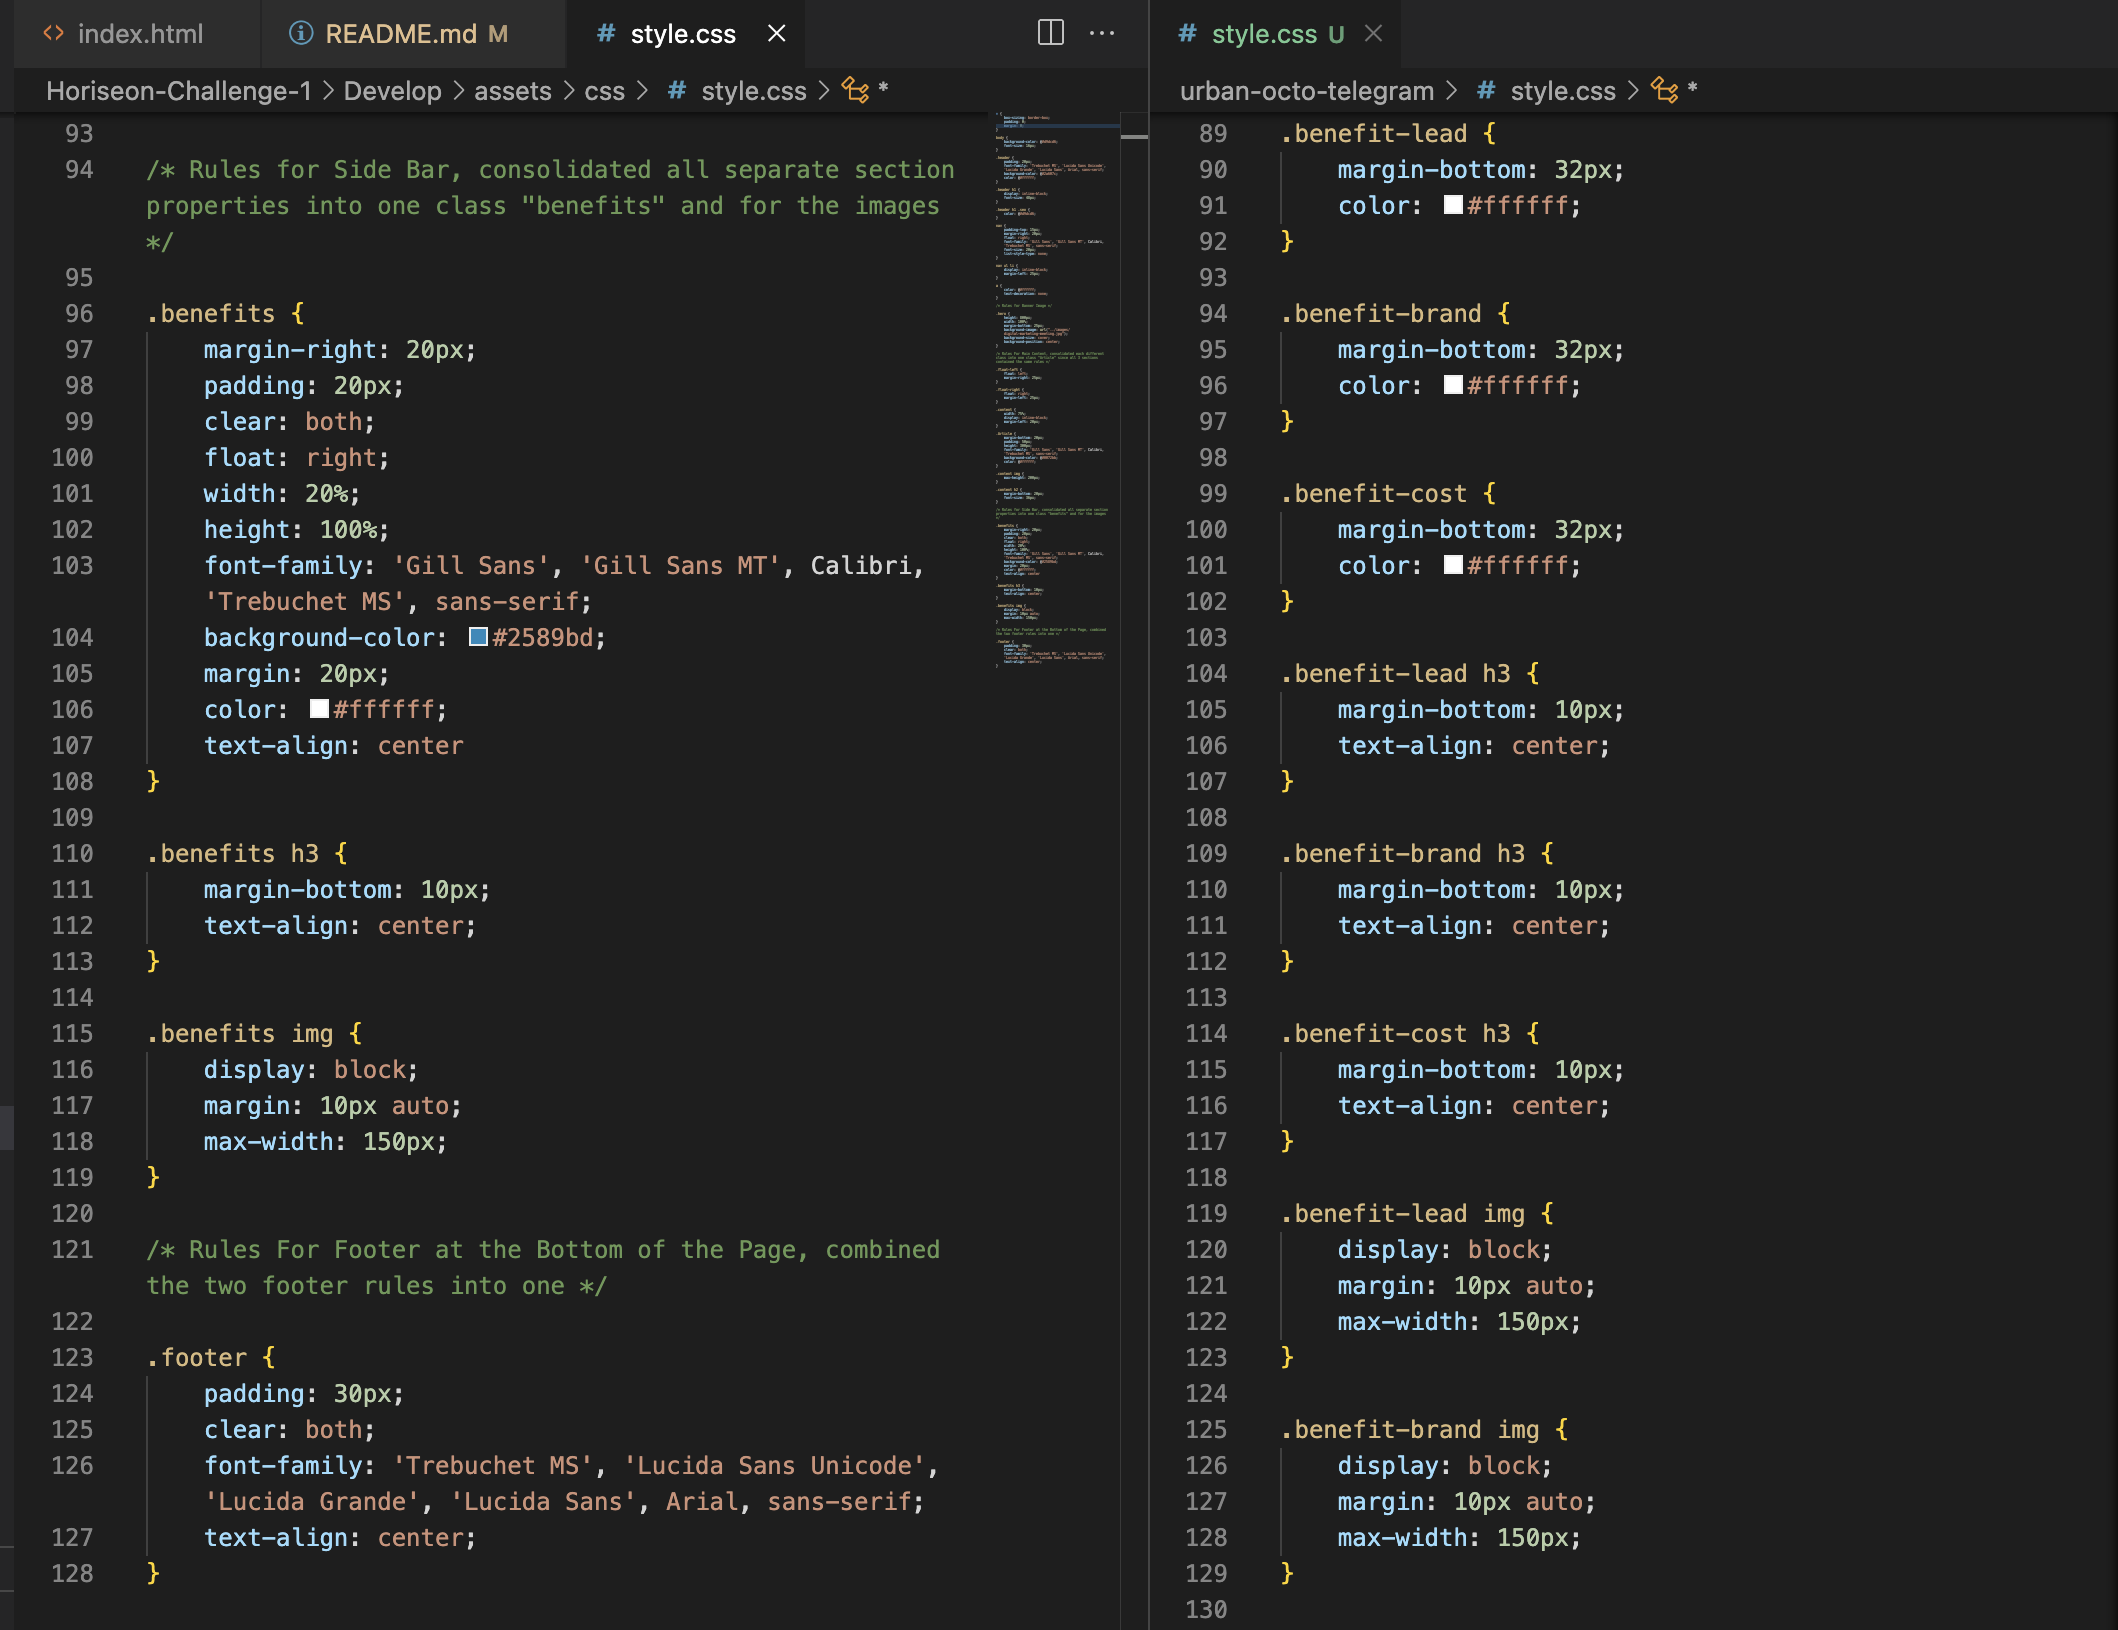 index.html
README.md M
style.css
style.css U
Horiseon-Challenge-1 > Develop > assets > css > # style.css > *
93
94 /* Rules for Side Bar, consolidated all separate section
properties into one class "benefits" and for the images
*/
95
96 .benefits {
97 margin-right: 20px;
98 padding: 20px;
99 clear: both;
100 float: right;
101 width: 20%;
102 height: 100%;
103 font-family: 'Gill Sans', 'Gill Sans MT', Calibri,
'Trebuchet MS', sans-serif;
104 background-color: #2589bd;
105 margin: 20px;
106 color: #ffffff;
107 text-align: center
108 }
109
110 .benefits h3 {
111 margin-bottom: 10px;
112 text-align: center;
113 }
114
115 .benefits img {
116 display: block;
117 margin: 10px auto;
118 max-width: 150px;
119 }
120
121 /* Rules For Footer at the Bottom of the Page, combined
the two footer rules into one */
122
123 .footer {
124 padding: 30px;
125 clear: both;
126 font-family: 'Trebuchet MS', 'Lucida Sans Unicode',
'Lucida Grande', 'Lucida Sans', Arial, sans-serif;
127 text-align: center;
128 }
urban-octo-telegram > # style.css > *
89 .benefit-lead {
90 margin-bottom: 32px;
91 color: #ffffff;
92 }
93
94 .benefit-brand {
95 margin-bottom: 32px;
96 color: #ffffff;
97 }
98
99 .benefit-cost {
100 margin-bottom: 32px;
101 color: #ffffff;
102 }
103
104 .benefit-lead h3 {
105 margin-bottom: 10px;
106 text-align: center;
107 }
108
109 .benefit-brand h3 {
110 margin-bottom: 10px;
111 text-align: center;
112 }
113
114 .benefit-cost h3 {
115 margin-bottom: 10px;
116 text-align: center;
117 }
118
119 .benefit-lead img {
120 display: block;
121 margin: 10px auto;
122 max-width: 150px;
123 }
124
125 .benefit-brand img {
126 display: block;
127 margin: 10px auto;
128 max-width: 150px;
129 }
130